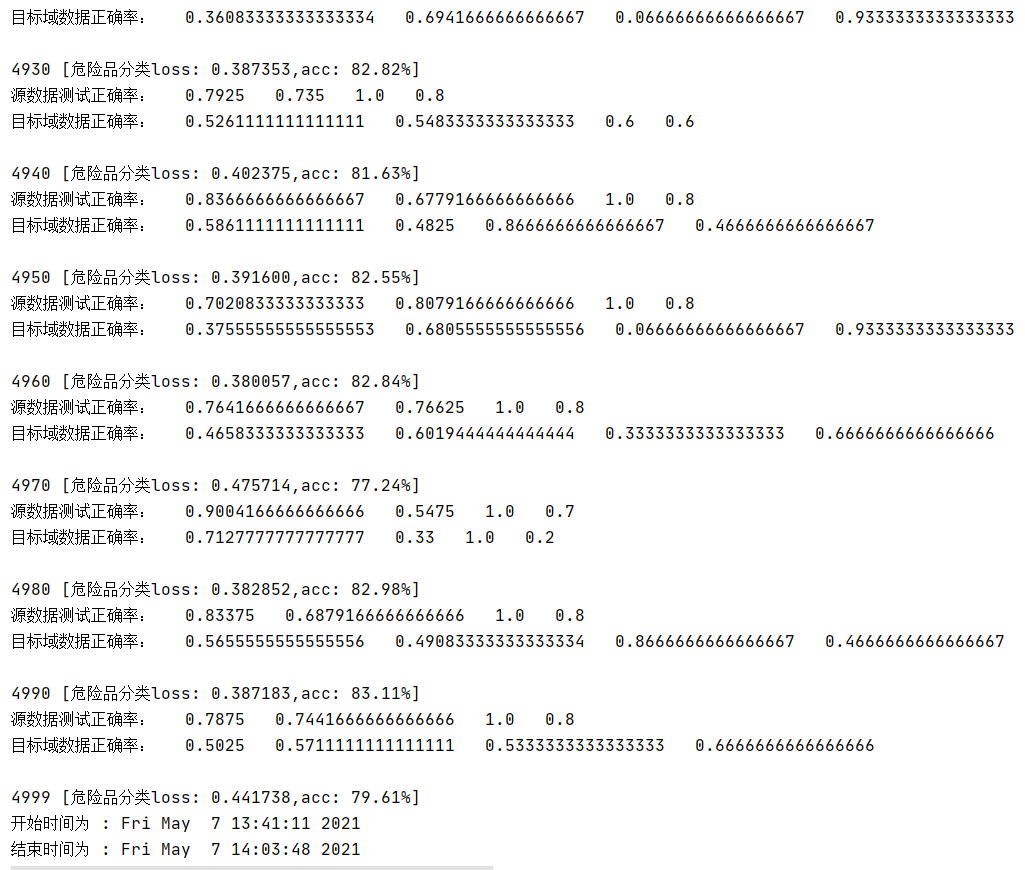 目标域数据正确率:   0.36083333333333334   0.6941666666666667   0.06666666666666667   0.9333333333333333
4930 [危险品分类loss: 0.387353,acc: 82.82%]
源数据测试正确率:   0.7925   0.735   1.0   0.8
目标域数据正确率:   0.5261111111111111   0.5483333333333333   0.6   0.6
4940 [危险品分类loss: 0.402375,acc: 81.63%]
源数据测试正确率:   0.8366666666666667   0.6779166666666666   1.0   0.8
目标域数据正确率:   0.5861111111111111   0.4825   0.8666666666666667   0.4666666666666667
4950 [危险品分类loss: 0.391600,acc: 82.55%]
源数据测试正确率:   0.7020833333333333   0.8079166666666666   1.0   0.8
目标域数据正确率:   0.37555555555555553   0.6805555555555556   0.06666666666666667   0.9333333333333333
4960 [危险品分类loss: 0.380057,acc: 82.84%]
源数据测试正确率:   0.7641666666666667   0.76625   1.0   0.8
目标域数据正确率:   0.4658333333333333   0.6019444444444444   0.3333333333333333   0.6666666666666666
4970 [危险品分类loss: 0.475714,acc: 77.24%]
源数据测试正确率:   0.9004166666666666   0.5475   1.0   0.7
目标域数据正确率:   0.7127777777777777   0.33   1.0   0.2
4980 [危险品分类loss: 0.382852,acc: 82.98%]
源数据测试正确率:   0.83375   0.6879166666666666   1.0   0.8
目标域数据正确率:   0.5655555555555556   0.49083333333333334   0.8666666666666667   0.4666666666666667
4990 [危险品分类loss: 0.387183,acc: 83.11%]
源数据测试正确率:   0.7875   0.7441666666666666   1.0   0.8
目标域数据正确率:   0.5025   0.5711111111111111   0.5333333333333333   0.6666666666666666
4999 [危险品分类loss: 0.441738,acc: 79.61%]
开始时间为 : Fri May  7 13:41:11 2021
结束时间为 : Fri May  7 14:03:48 2021